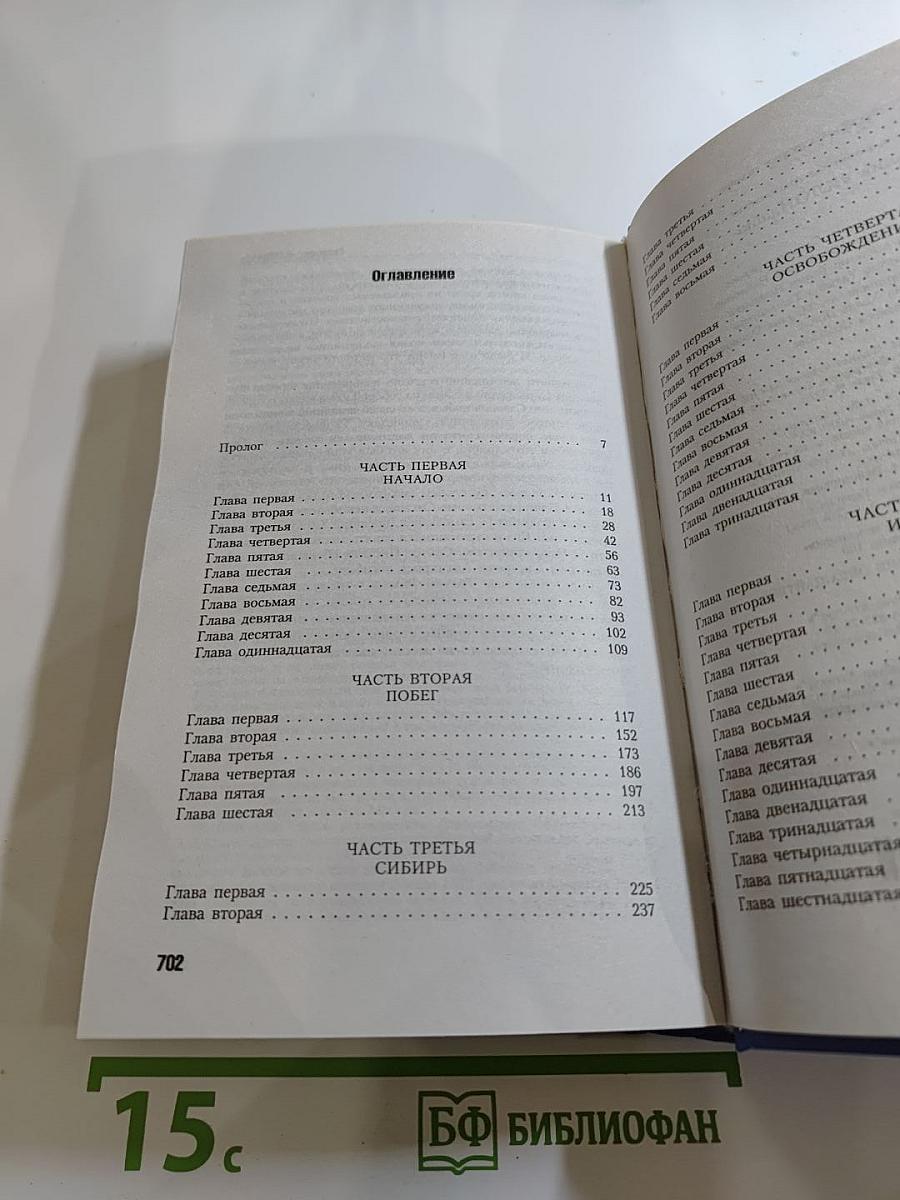 Оглавление
Пролог . . . . . . . . . . . . . . . . . . . . . . . . . 7
ЧАСТЬ ПЕРВАЯ
НАЧАЛО
Глава первая . . . . . . . . . . . . . . . . . . . . . . 11
Глава вторая . . . . . . . . . . . . . . . . . . . . . . 18
Глава третья . . . . . . . . . . . . . . . . . . . . . . 28
Глава четвертая . . . . . . . . . . . . . . . . . . . . 42
Глава пятая . . . . . . . . . . . . . . . . . . . . . . 56
Глава шестая . . . . . . . . . . . . . . . . . . . . . . 63
Глава седьмая . . . . . . . . . . . . . . . . . . . . . 73
Глава восьмая . . . . . . . . . . . . . . . . . . . . . 82
Глава девятая . . . . . . . . . . . . . . . . . . . . . 93
Глава десятая . . . . . . . . . . . . . . . . . . . . . 102
Глава одиннадцатая . . . . . . . . . . . . . . . . . . 109
ЧАСТЬ ВТОРАЯ
ПОБЕГ
Глава первая . . . . . . . . . . . . . . . . . . . . . . 117
Глава вторая . . . . . . . . . . . . . . . . . . . . . . 152
Глава третья . . . . . . . . . . . . . . . . . . . . . . 173
Глава четвертая . . . . . . . . . . . . . . . . . . . . 186
Глава пятая . . . . . . . . . . . . . . . . . . . . . . 197
Глава шестая . . . . . . . . . . . . . . . . . . . . . . 213
ЧАСТЬ ТРЕТЬЯ
СИБИРЬ
Глава первая . . . . . . . . . . . . . . . . . . . . . . 225
Глава вторая . . . . . . . . . . . . . . . . . . . . . . 237
702
Глава третья
Глава четвертая
Глава пятая
Глава шестая
Глава седьмая
Глава восьмая
ЧАСТЬ ЧЕТВЕРТА
ОСВОБОЖДЕНИ
Глава первая
Глава вторая
Глава третья
Глава четвертая
Глава пятая
Глава шестая
Глава седьмая
Глава восьмая
Глава девятая
Глава десятая
Глава одиннадцатая
Глава двенадцатая
Глава тринадцатая
ЧАСТ
И
Глава первая
Глава вторая
Глава третья
Глава четвертая
Глава пятая
Глава шестая
Глава седьмая
Глава восьмая
Глава девятая
Глава десятая
Глава одиннадцатая
Глава двенадцатая
Глава тринадцатая
Глава четырнадцатая
Глава пятнадцатая
Глава шестнадцатая
15 с
БФ БИБЛИОФАН